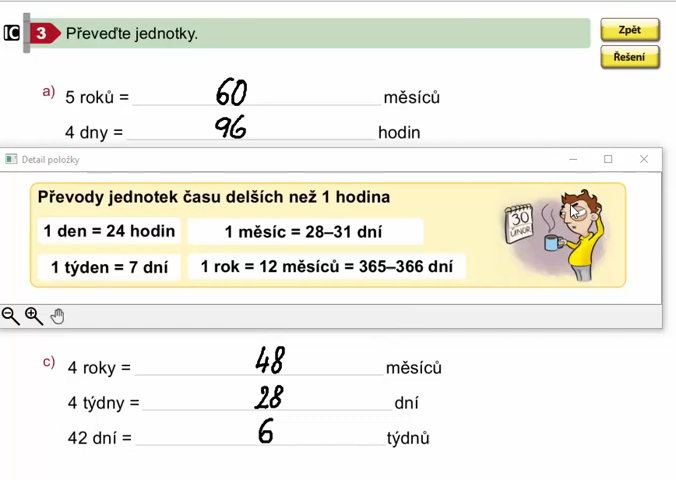 IC 3 Převeďte jednotky.
Zpět
Řešení
a) 5 roků = 60 měsíců
4 dny = 96 hodin
Detail položky
Převody jednotek času delších než 1 hodina
1 den = 24 hodin 1 měsíc = 28–31 dní
1 týden = 7 dní 1 rok = 12 měsíců = 365–366 dní
30
ÚNOR
c) 4 roky = 48 měsíců
4 týdny = 28 dní
42 dní = 6 týdnů